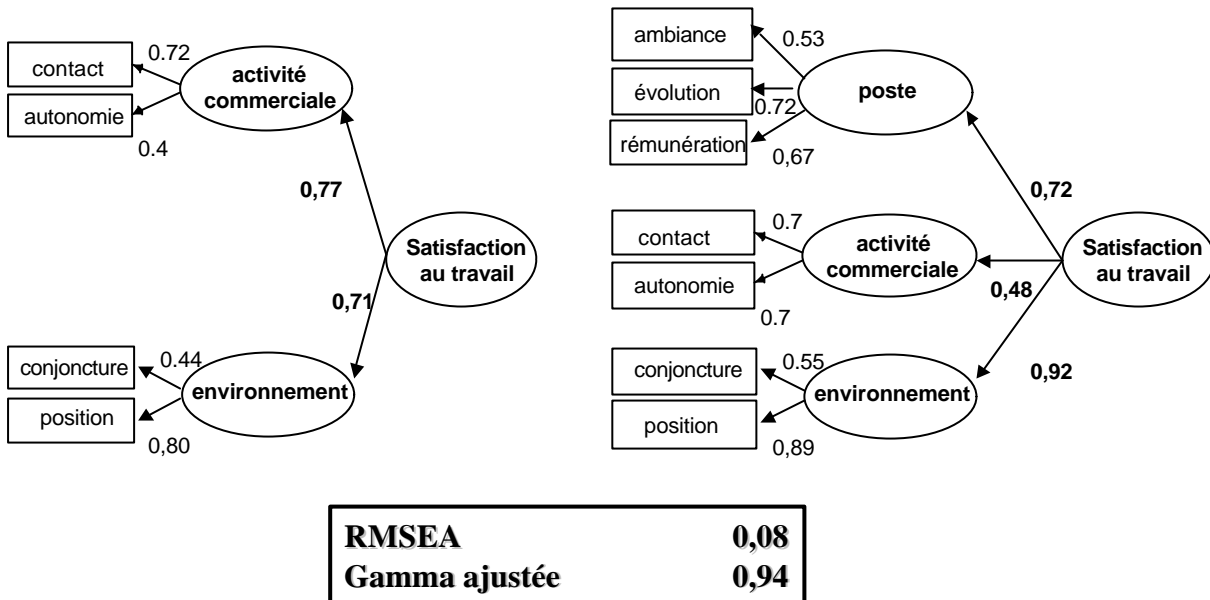 contact
autonomie
0.72
0.4
activité
commerciale
0,77
Satisfaction
au travail
0,71
conjoncture
position
0.44
0,80
environnement
ambiance
évolution
rémunération
0.53
0.72
0,67
poste
0,72
contact
autonomie
0.7
0.7
activité
commerciale
0,48
Satisfaction
au travail
conjoncture
position
0.55
0,89
environnement
0,92
RMSEA 0,08
Gamma ajustée 0,94